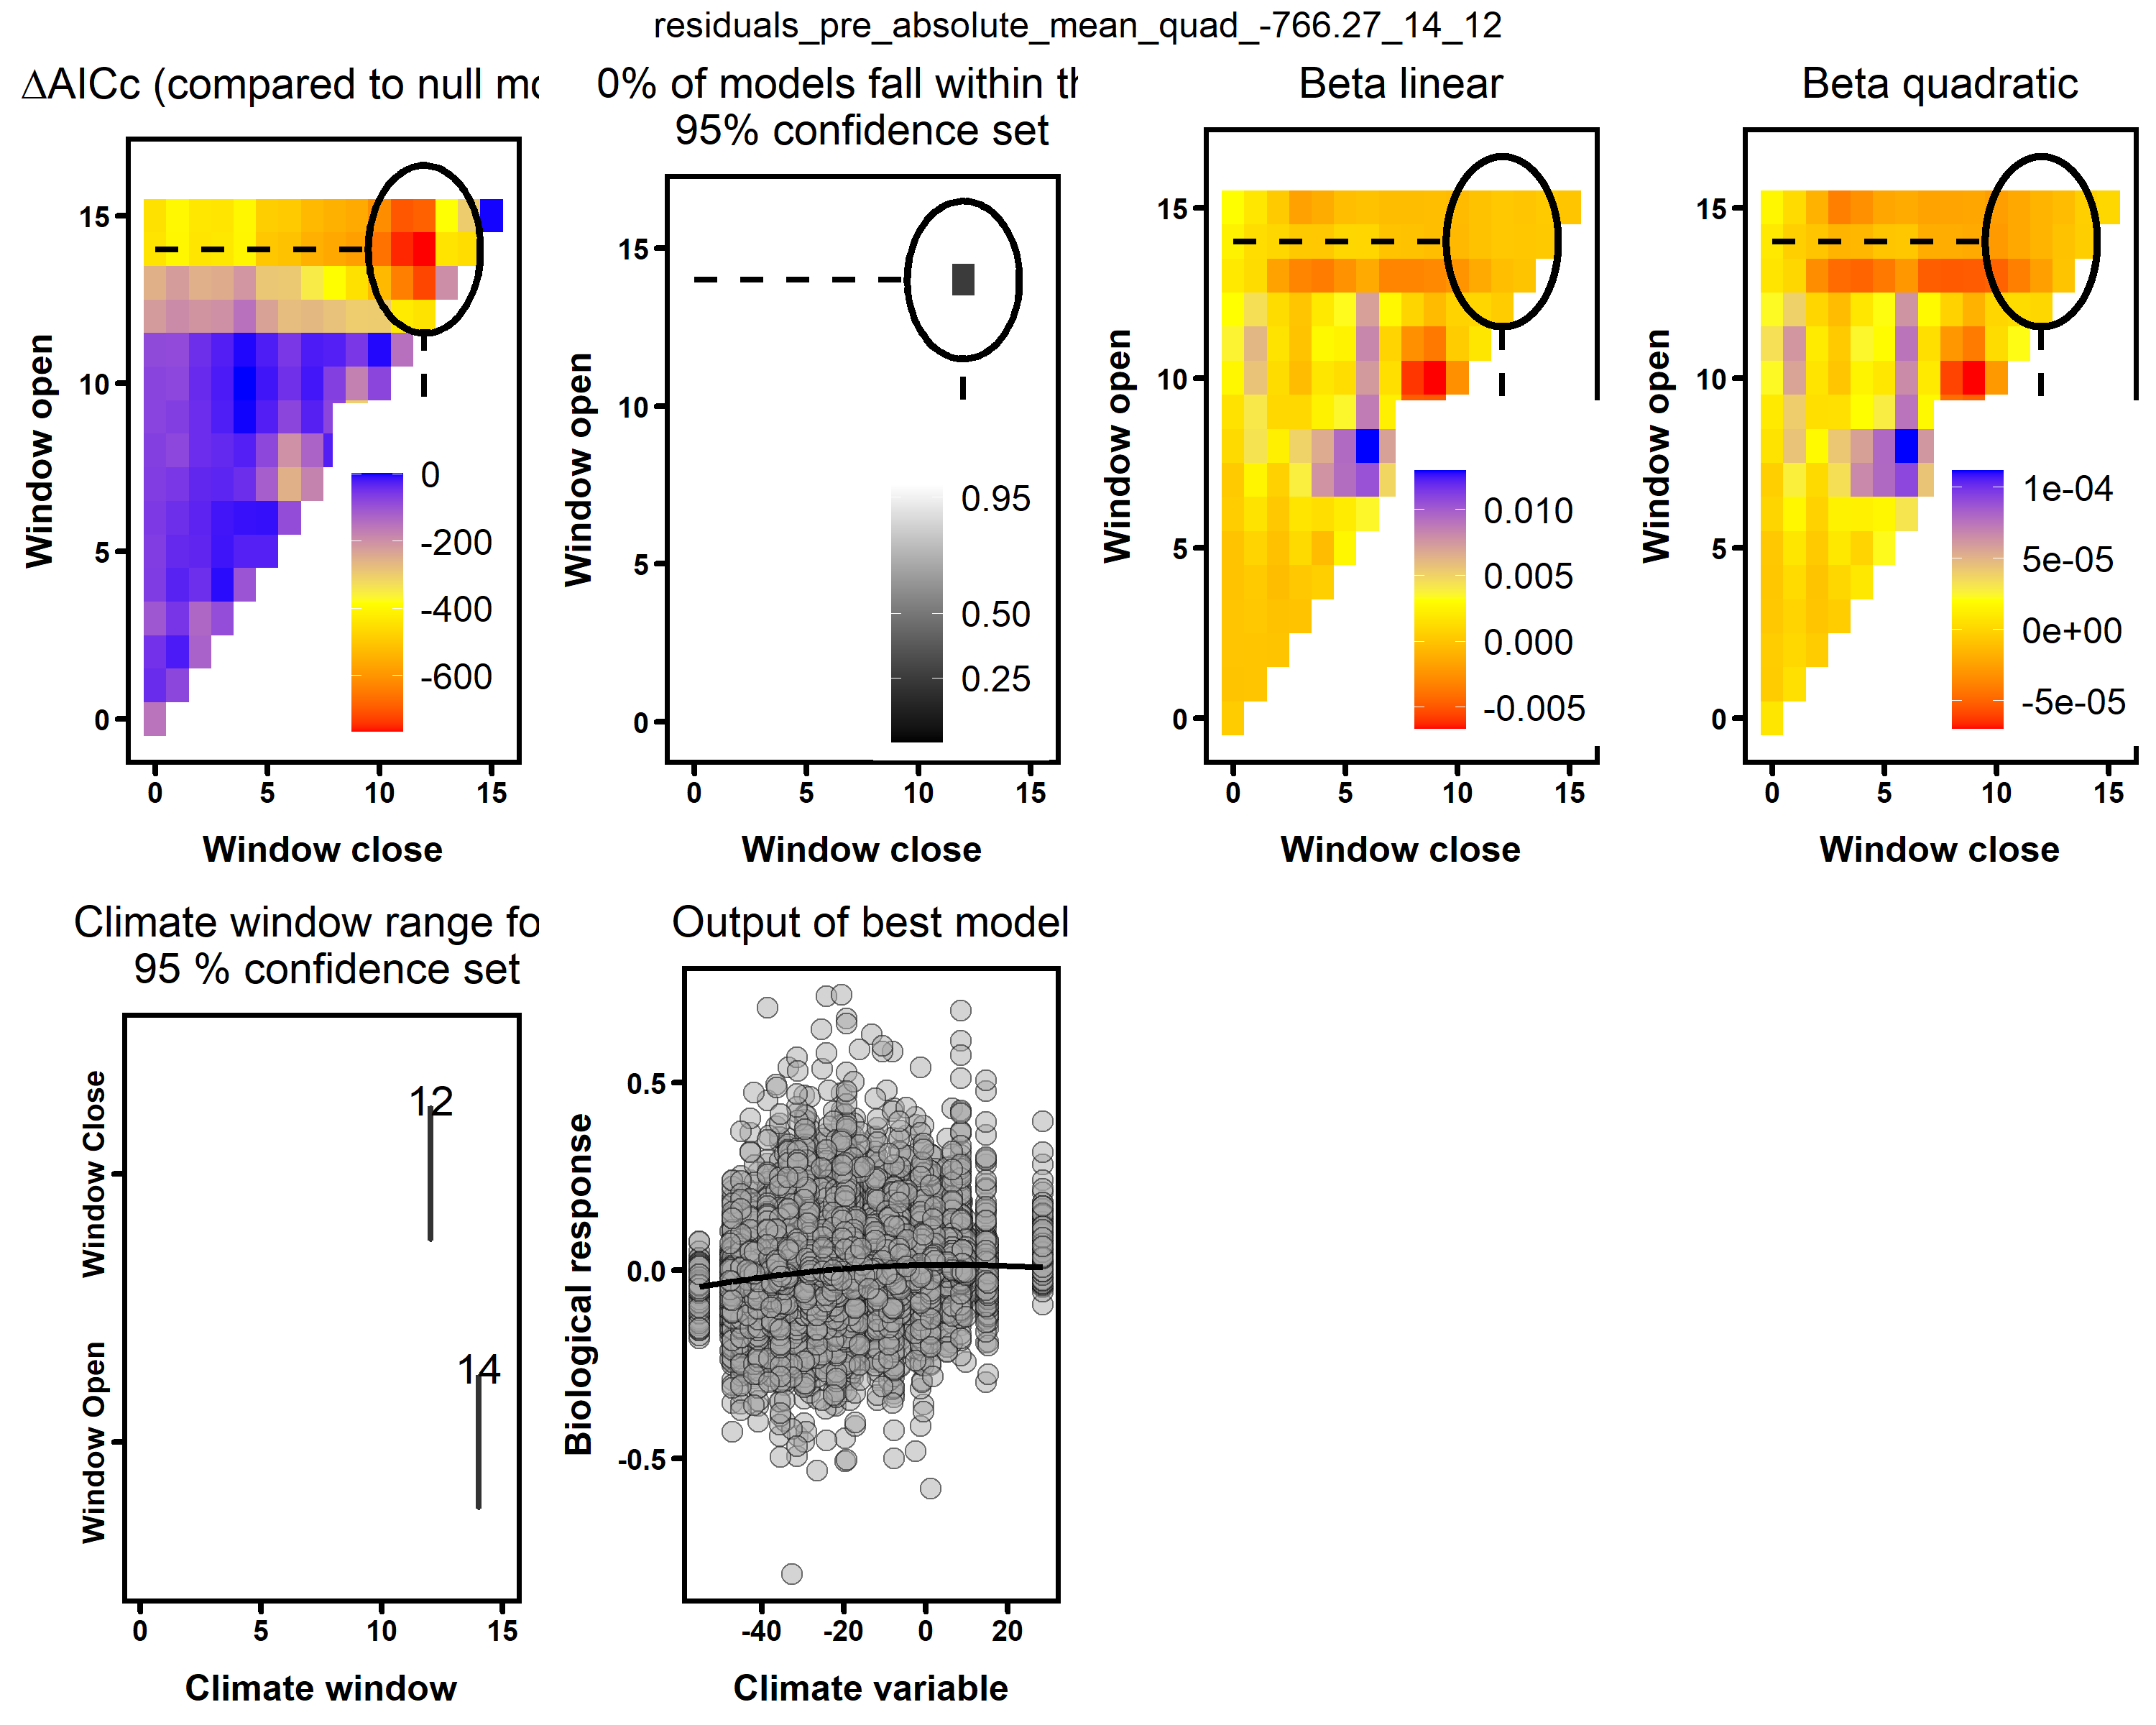 residuals_pre_absolute_mean_quad_-766.27_14_12
ΔAICc (compared to null mo
Window open
15
10
5
0
0
-200
-400
-600
0 5 10 15
Window close
0% of models fall within th
95% confidence set
Window open
15
10
5
0
0.95
0.50
0.25
0 5 10 15
Window close
Beta linear
Window open
15
10
5
0
0.010
0.005
0.000
-0.005
0 5 10 15
Window close
Beta quadratic
Window open
15
10
5
0
1e-04
5e-05
0e+00
-5e-05
0 5 10 15
Window close
Climate window range fo
95 % confidence set
Window Close
Window Open
12
14
0 5 10 15
Climate window
Output of best model
Biological response
0.5
0.0
-0.5
-40 -20 0 20
Climate variable